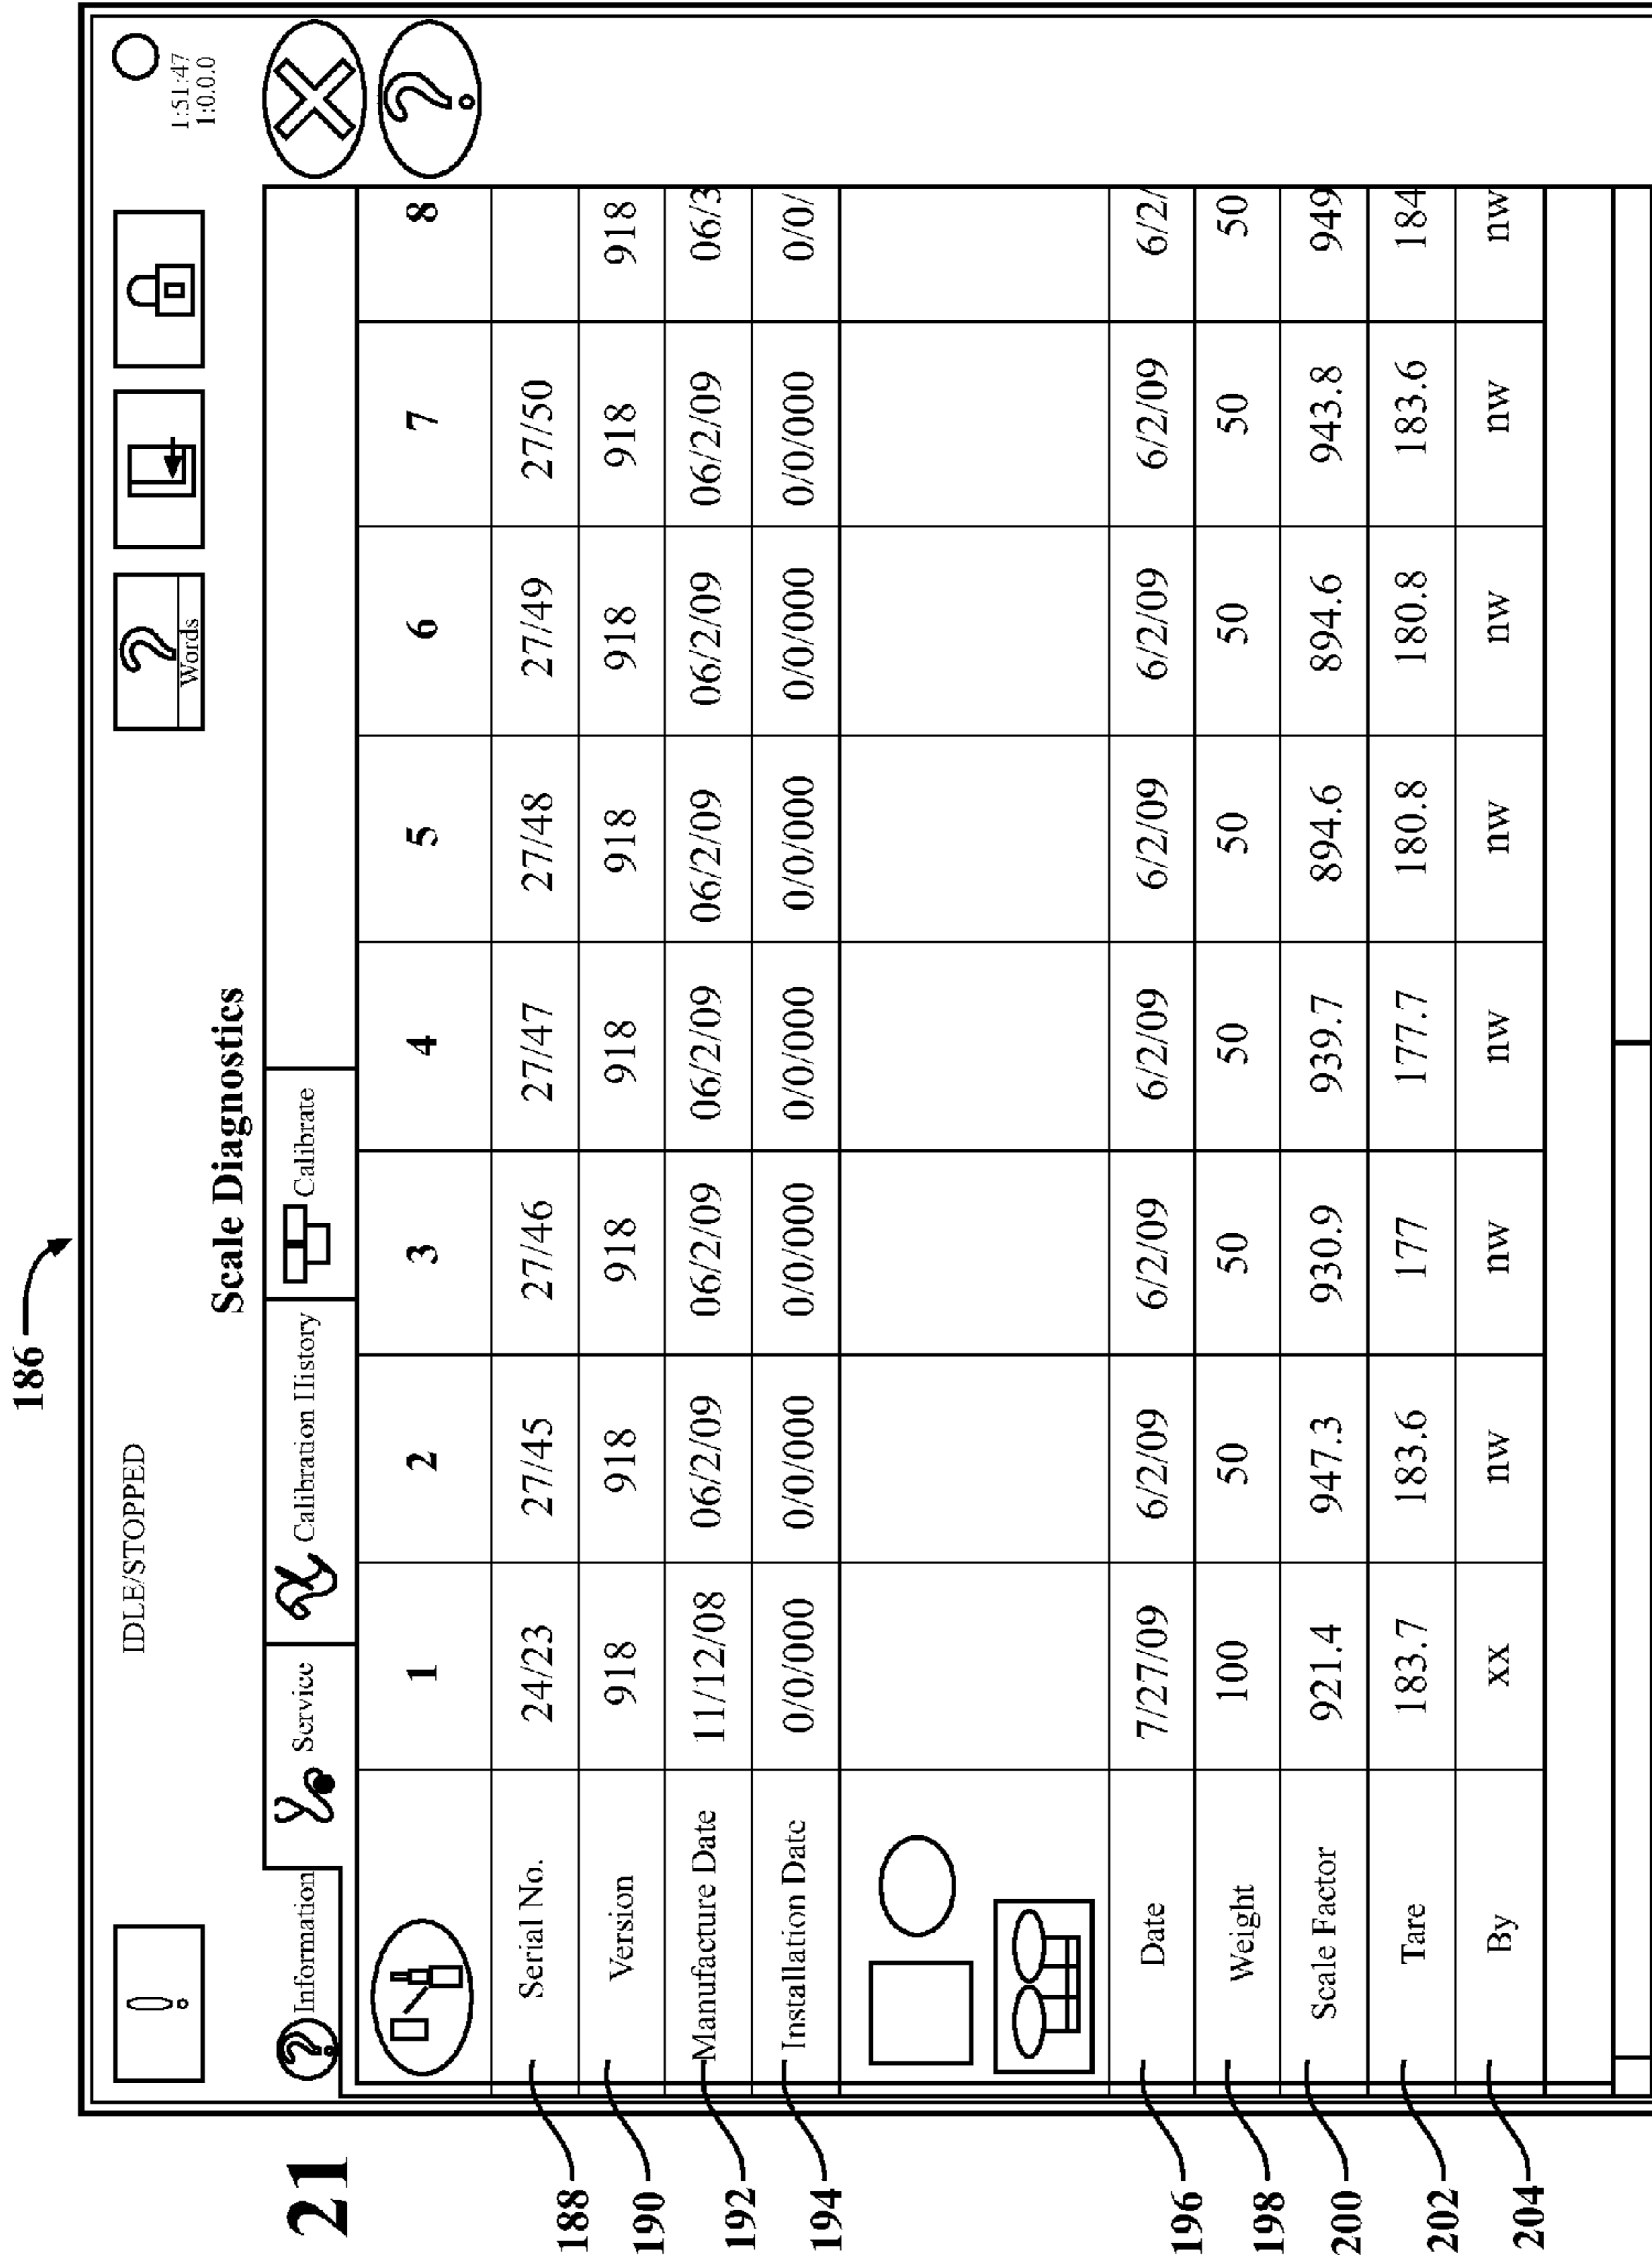 186
IDLE/STOPPED
Words
1:51:47
1:0.0.0
Scale Diagnostics
21
Information Service Calibration History Calibrate
1 2 3 4 5 6 7 8
188 Serial No. 24/23 27/45 27/46 27/47 27/48 27/49 27/50
190 Version 918 918 918 918 918 918 918 918
192 Manufacture Date 11/12/08 06/2/09 06/2/09 06/2/09 06/2/09 06/2/09 06/2/09 06/3
194 Installation Date 0/0/000 0/0/000 0/0/000 0/0/000 0/0/000 0/0/000 0/0/000 0/0/
196 Date 7/27/09 6/2/09 6/2/09 6/2/09 6/2/09 6/2/09 6/2/09 6/2/
198 Weight 100 50 50 50 50 50 50 50
200 Scale Factor 921.4 947.3 930.9 939.7 894.6 894.6 943.8 949
202 Tare 183.7 183.6 177 177.7 180.8 180.8 183.6 184
204 By xx nw nw nw nw nw nw nw